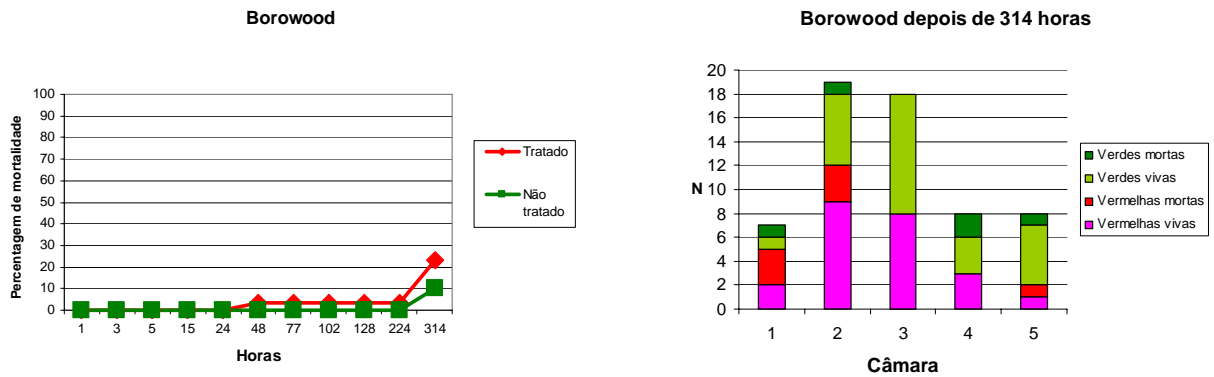 Borowood
Percentagem de mortalidade
100
90
80
70
60
50
40
30
20
10
0
1 3 5 15 24 48 77 102 128 224 314
Horas
Tratado
Não
tratado
Borowood depois de 314 horas
N
20
18
16
14
12
10
8
6
4
2
0
1 2 3 4 5
Câmara
Verdes mortas
Verdes vivas
Vermelhas mortas
Vermelhas vivas